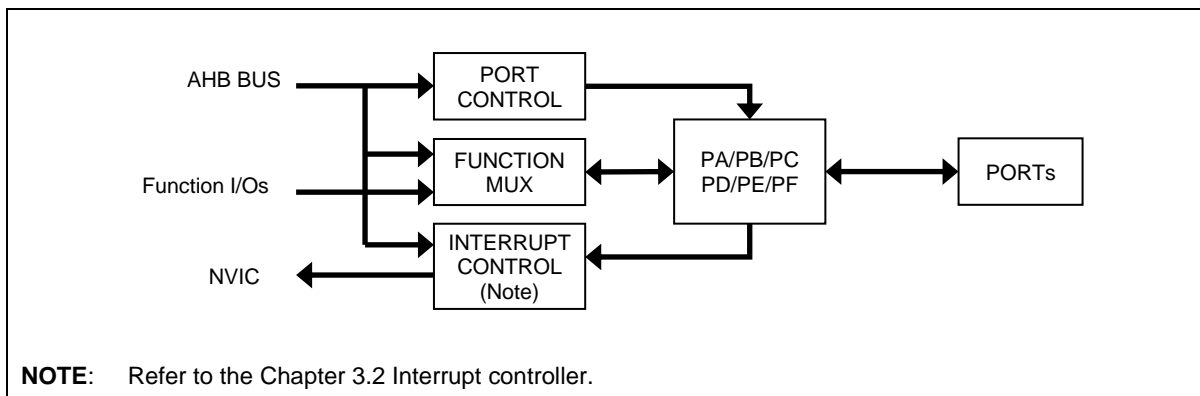 AHB BUS
PORT
CONTROL
Function I/Os
FUNCTION
MUX
PA/PB/PC
PD/PE/PF
PORTs
NVIC
INTERRUPT
CONTROL
(Note)
NOTE: Refer to the Chapter 3.2 Interrupt controller.